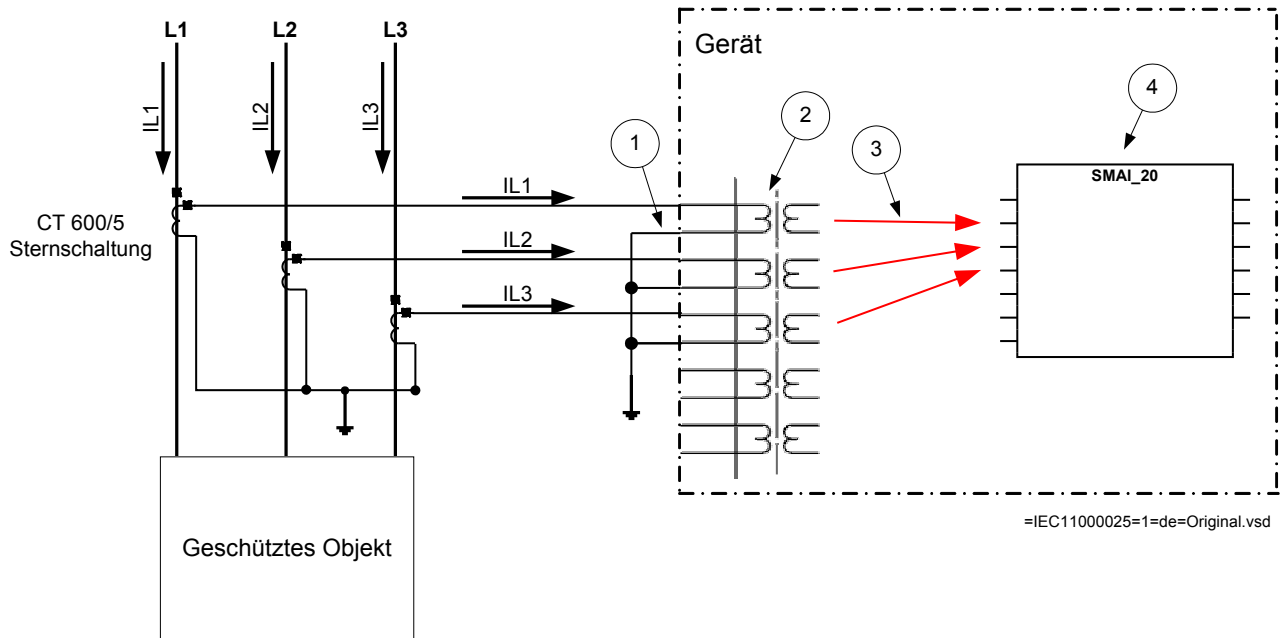 L1
L2
L3
Gerät
IL1
IL2
IL3
1
2
3
4
SMAI_20
IL1
CT 600/5
Sternschaltung
IL2
IL3
=IEC11000025=1=de=Original.vsd
Geschütztes Objekt